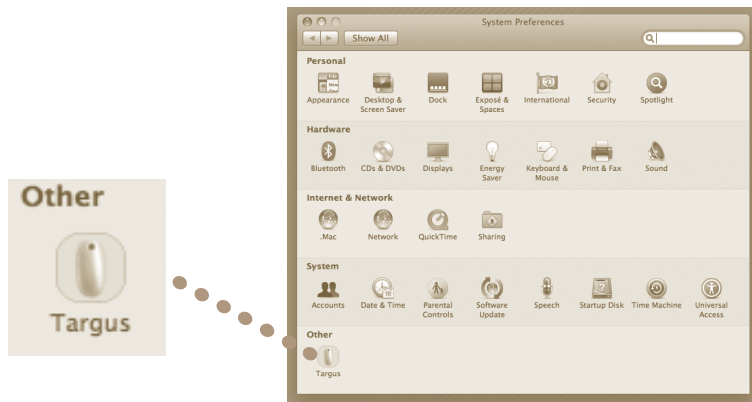 Other
Targus
System Preferences
Show All
Personal
Appearance
Desktop &
Screen Saver
Dock
Exposé &
Spaces
International
Security
Spotlight
Hardware
Bluetooth
CDs & DVDs
Displays
Energy
Saver
Keyboard &
Mouse
Print & Fax
Sound
Internet & Network
.Mac
Network
QuickTime
Sharing
System
Accounts
Date & Time
Parental
Controls
Software
Update
Speech
Startup Disk
Time Machine
Universal
Access
Other
Targus